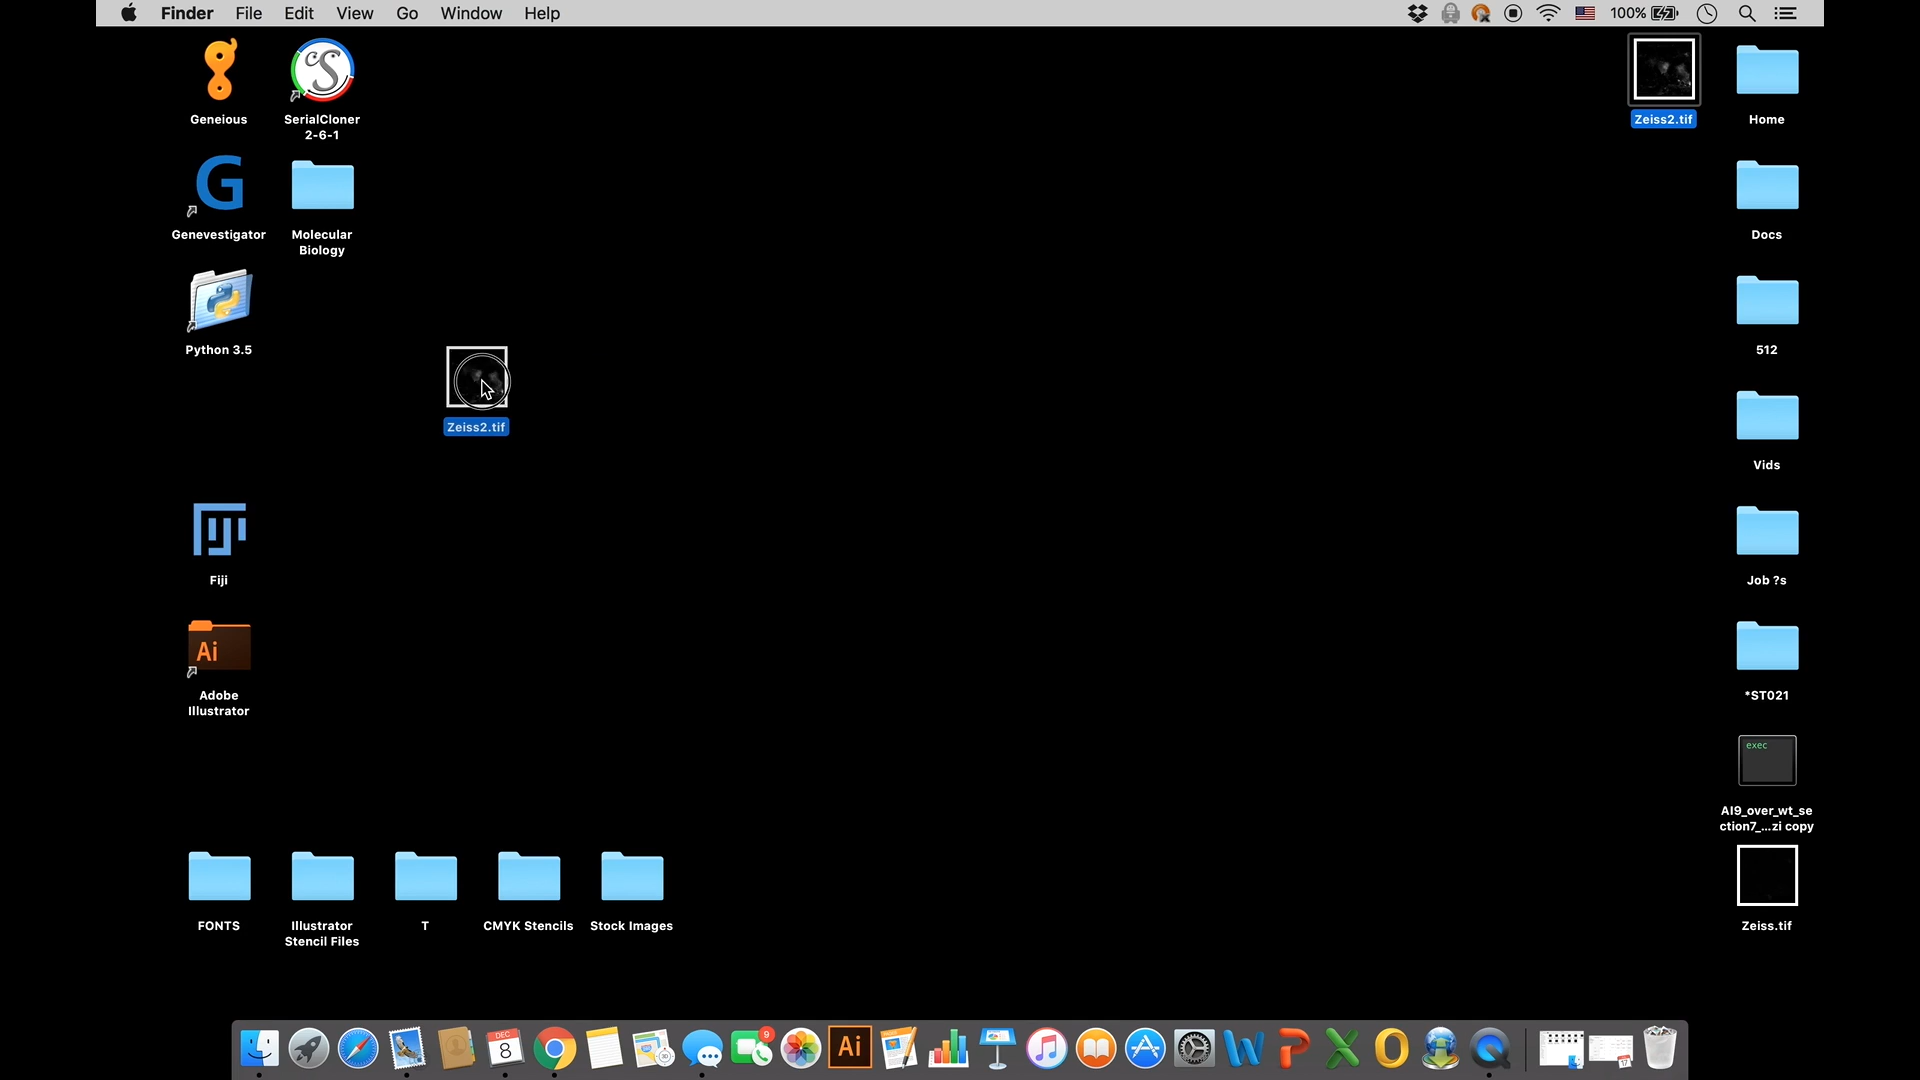 Finder File Edit View Go Window Help 100%
Geneious
SerialCloner
2-6-1
Zeiss2.tif
Home
Genevestigator
Molecular
Biology
Docs
Python 3.5
512
Zeiss2.tif
Vids
Fiji
Job ?s
Ai
Adobe
Illustrator
*ST021
exec
AI9_over_wt_se
ction7_...zi copy
FONTS
Illustrator
Stencil Files
T
CMYK Stencils
Stock Images
Zeiss.tif
DEC
8
9
Ai
17